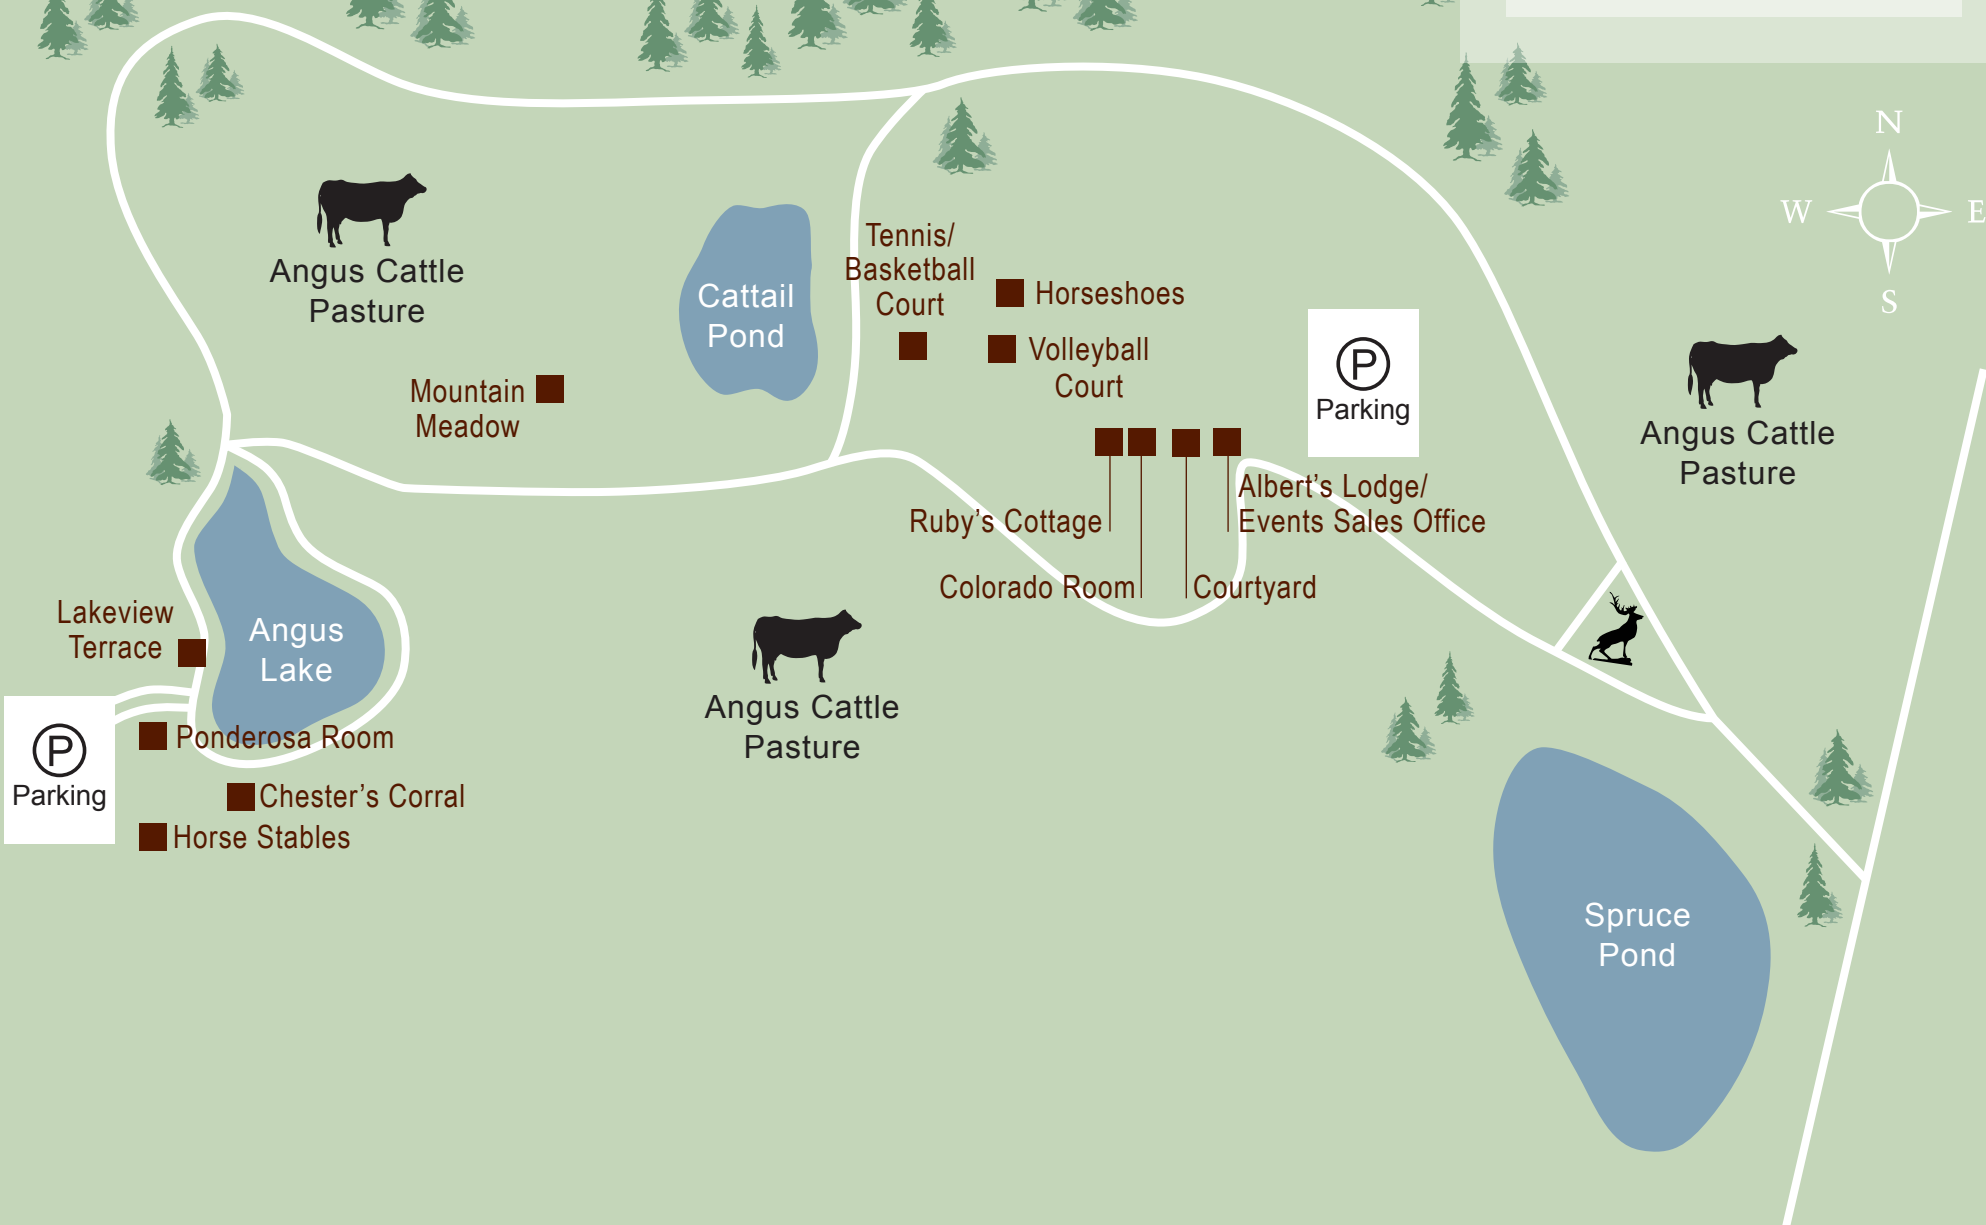 N
W
E
S
Angus Cattle
Pasture
Cattail
Pond
Tennis/
Basketball
Court
Horseshoes
Volleyball
Court
P
Parking
Angus Cattle
Pasture
Mountain
Meadow
Albert’s Lodge/
Events Sales Office
Ruby’s Cottage
Colorado Room
Courtyard
Lakeview
Terrace
Angus
Lake
Angus Cattle
Pasture
P
Parking
Ponderosa Room
Chester’s Corral
Horse Stables
Spruce
Pond